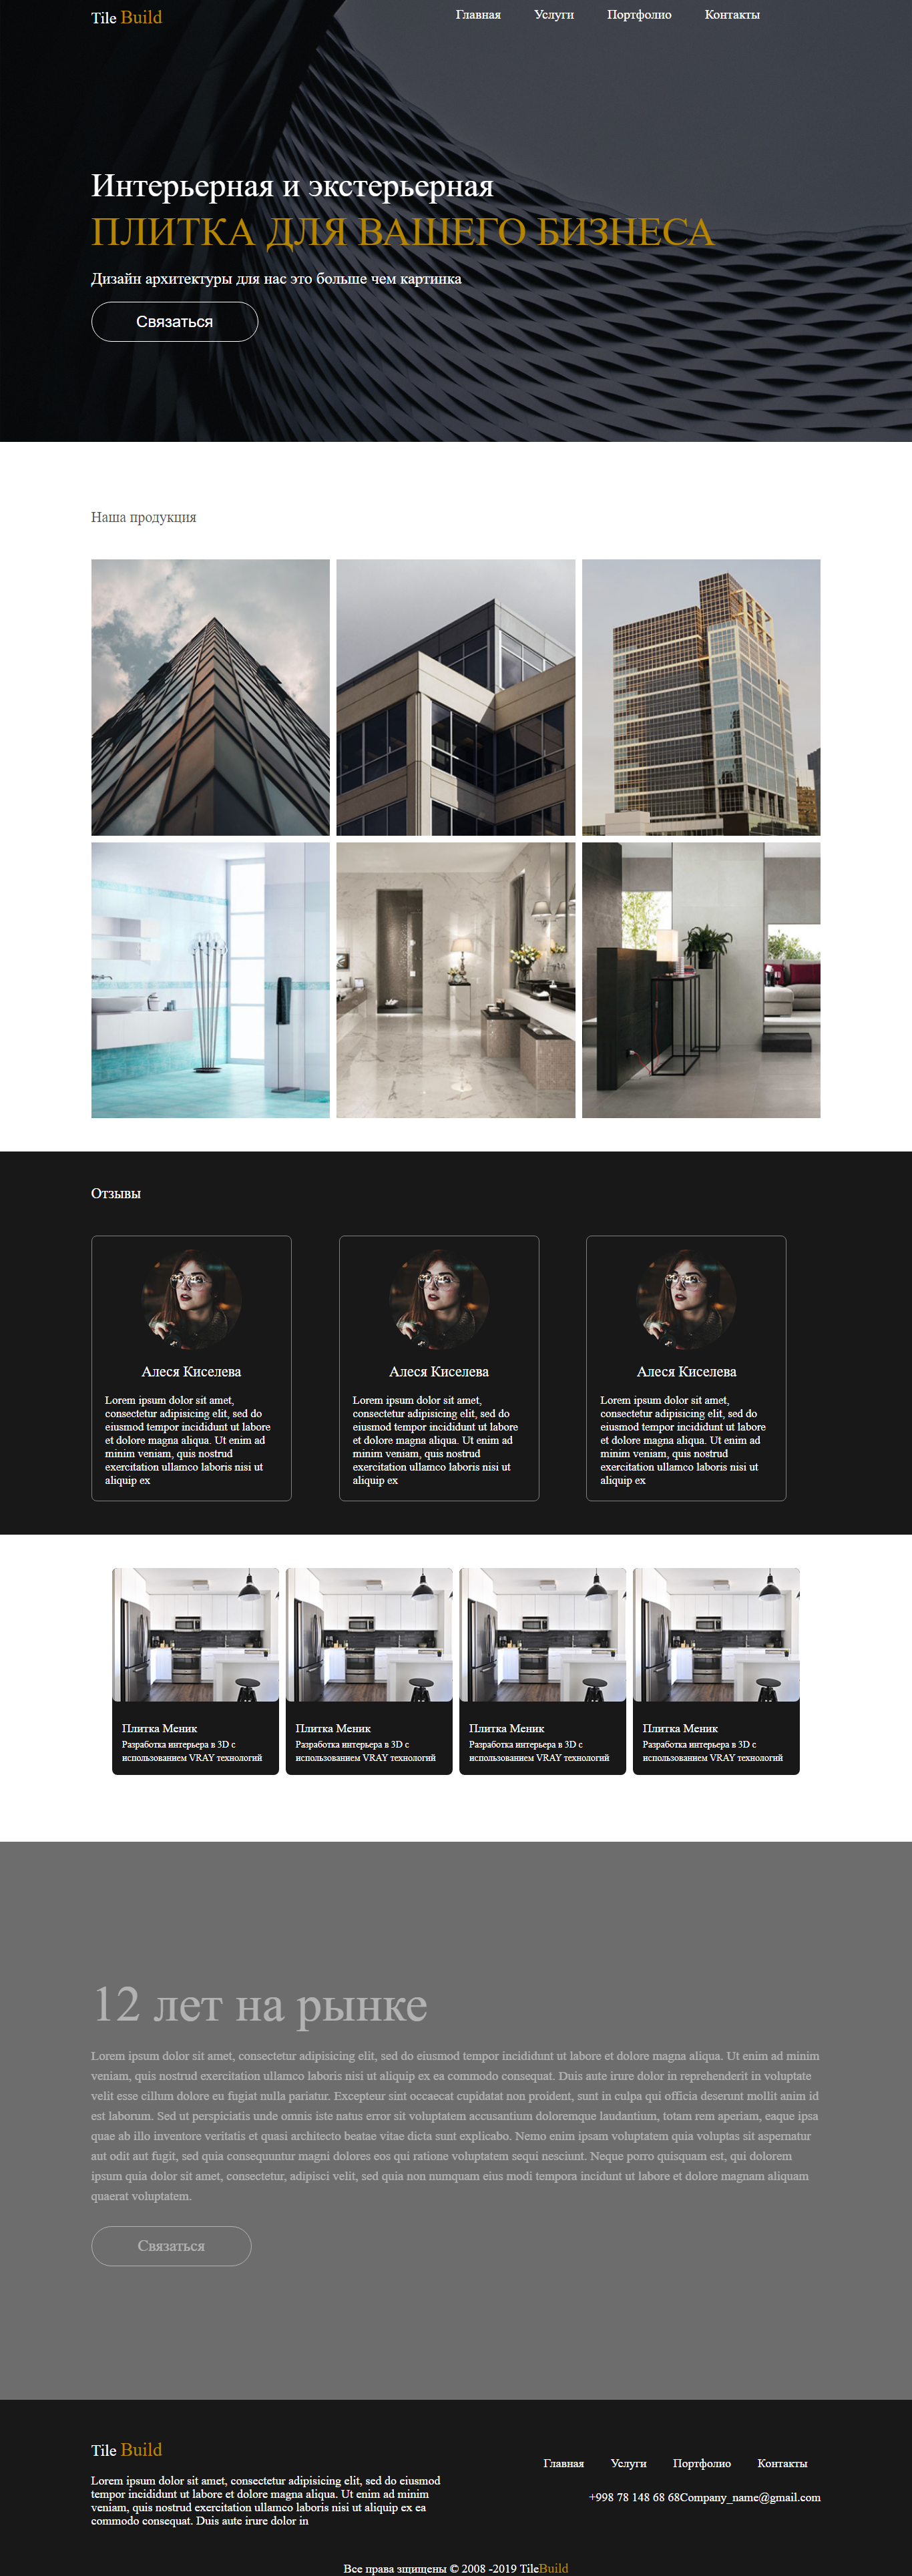 Tile Build
Главная Услуги Портфолио Контакты
Интерьерная и экстерьерная
ПЛИТКА ДЛЯ ВАШЕГО БИЗНЕСА
Дизайн архитектуры для нас это больше чем картинка
Связаться
Наша продукция
Отзывы
Алеся Киселева
Lorem ipsum dolor sit amet,
consectetur adipisicing elit, sed do
eiusmod tempor incididunt ut labore
et dolore magna aliqua. Ut enim ad
minim veniam, quis nostrud
exercitation ullamco laboris nisi ut
aliquip ex
Алеся Киселева
Lorem ipsum dolor sit amet,
consectetur adipisicing elit, sed do
eiusmod tempor incididunt ut labore
et dolore magna aliqua. Ut enim ad
minim veniam, quis nostrud
exercitation ullamco laboris nisi ut
aliquip ex
Алеся Киселева
Lorem ipsum dolor sit amet,
consectetur adipisicing elit, sed do
eiusmod tempor incididunt ut labore
et dolore magna aliqua. Ut enim ad
minim veniam, quis nostrud
exercitation ullamco laboris nisi ut
aliquip ex
Плитка Меник
Разработка интерьера в 3D с
использованием VRAY технологий
Плитка Меник
Разработка интерьера в 3D с
использованием VRAY технологий
Плитка Меник
Разработка интерьера в 3D с
использованием VRAY технологий
Плитка Меник
Разработка интерьера в 3D с
использованием VRAY технологий
12 лет на рынке
Lorem ipsum dolor sit amet, consectetur adipisicing elit, sed do eiusmod tempor incididunt ut labore et dolore magna aliqua. Ut enim ad minim
veniam, quis nostrud exercitation ullamco laboris nisi ut aliquip ex ea commodo consequat. Duis aute irure dolor in reprehenderit in voluptate
velit esse cillum dolore eu fugiat nulla pariatur. Excepteur sint occaecat cupidatat non proident, sunt in culpa qui officia deserunt mollit anim id
est laborum. Sed ut perspiciatis unde omnis iste natus error sit voluptatem accusantium doloremque laudantium, totam rem aperiam, eaque ipsa
quae ab illo inventore veritatis et quasi architecto beatae vitae dicta sunt explicabo. Nemo enim ipsam voluptatem quia voluptas sit aspernatur
aut odit aut fugit, sed quia consequuntur magni dolores eos qui ratione voluptatem sequi nesciunt. Neque porro quisquam est, qui dolorem
ipsum quia dolor sit amet, consectetur, adipisci velit, sed quia non numquam eius modi tempora incidunt ut labore et dolore magnam aliquam
quaerat voluptatem.
Связаться
Tile Build
Lorem ipsum dolor sit amet, consectetur adipisicing elit, sed do eiusmod
tempor incididunt ut labore et dolore magna aliqua. Ut enim ad minim
veniam, quis nostrud exercitation ullamco laboris nisi ut aliquip ex ea
commodo consequat. Duis aute irure dolor in
Главная Услуги Портфолио Контакты
+998 78 148 68 68Company_name@gmail.com
Все права зщищены © 2008 -2019 TileBuild